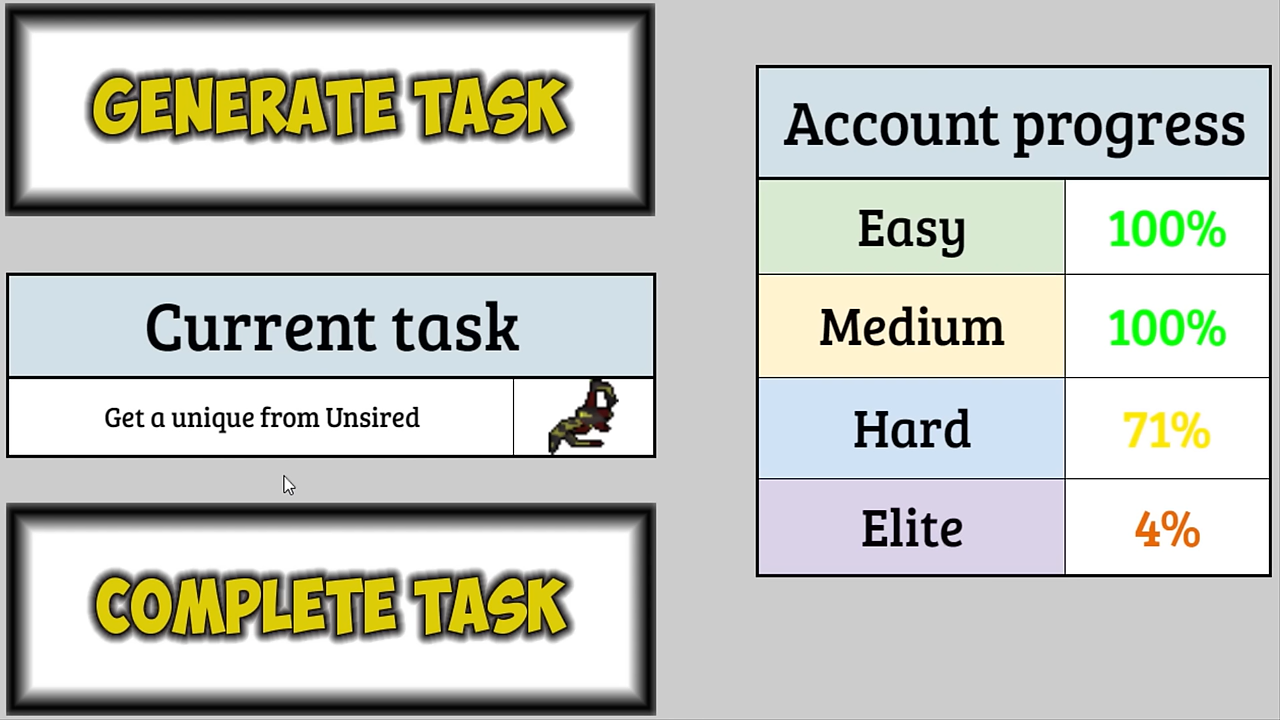 GENERATE TASK
Current task
Get a unique from Unsired
COMPLETE TASK
Account progress
Easy 100%
Medium 100%
Hard 71%
Elite 4%